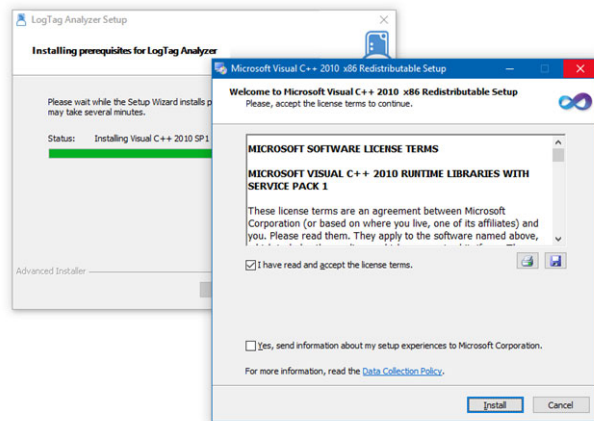 LogTag Analyzer Setup
Installing prerequisites for LogTag Analyzer
Please wait while the Setup Wizard installs p
may take several minutes.
Status: Installing Visual C++ 2010 SP1
Advanced Installer
Microsoft Visual C++ 2010 x86 Redistributable Setup
Welcome to Microsoft Visual C++ 2010 x86 Redistributable Setup
Please, accept the license terms to continue.
MICROSOFT SOFTWARE LICENSE TERMS
MICROSOFT VISUAL C++ 2010 RUNTIME LIBRARIES WITH
SERVICE PACK 1
These license terms are an agreement between Microsoft
Corporation (or based on where you live, one of its affiliates) and
you. Please read them. They apply to the software named above,
I have read and accept the license terms.
Yes, send information about my setup experiences to Microsoft Corporation.
For more information, read the Data Collection Policy.
Install Cancel